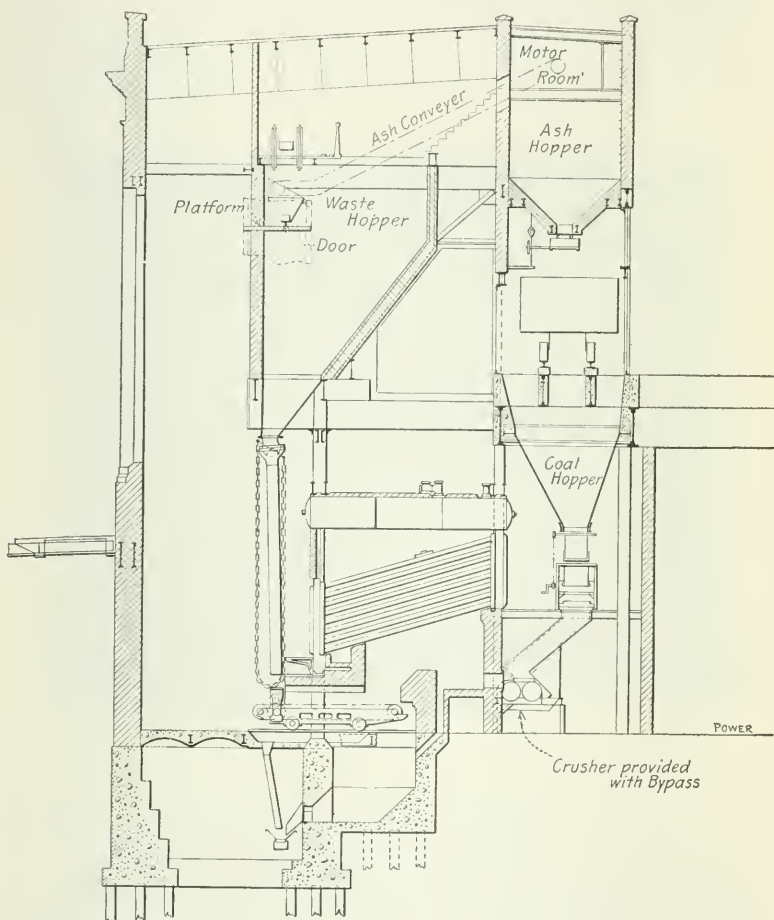 Motor
Room
Ash Conveyer
Ash
Hopper
Platform
Waste
Hopper
Door
Coal
Hopper
POWER
Crusher provided
with Bypass